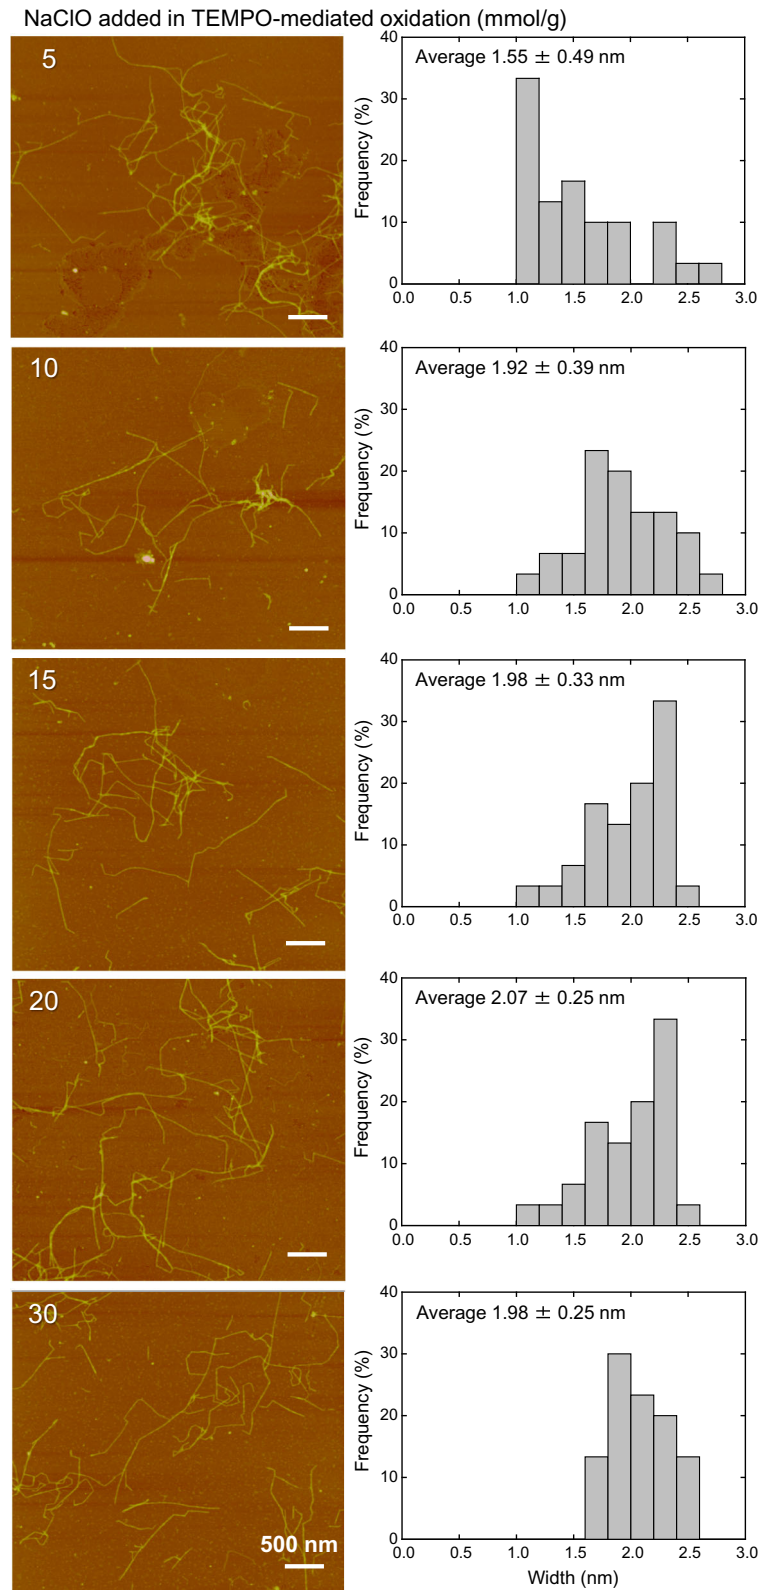 NaClO added in TEMPO-mediated oxidation (mmol/g)
5
Average 1.55 ± 0.49 nm
Frequency (%)
40
30
20
10
0
0.0 0.5 1.0 1.5 2.0 2.5 3.0
10
Average 1.92 ± 0.39 nm
Frequency (%)
40
30
20
10
0
0.0 0.5 1.0 1.5 2.0 2.5 3.0
15
Average 1.98 ± 0.33 nm
Frequency (%)
40
30
20
10
0
0.0 0.5 1.0 1.5 2.0 2.5 3.0
20
Average 2.07 ± 0.25 nm
Frequency (%)
40
30
20
10
0
0.0 0.5 1.0 1.5 2.0 2.5 3.0
30
500 nm
Average 1.98 ± 0.25 nm
Frequency (%)
40
30
20
10
0
0.0 0.5 1.0 1.5 2.0 2.5 3.0
Width (nm)